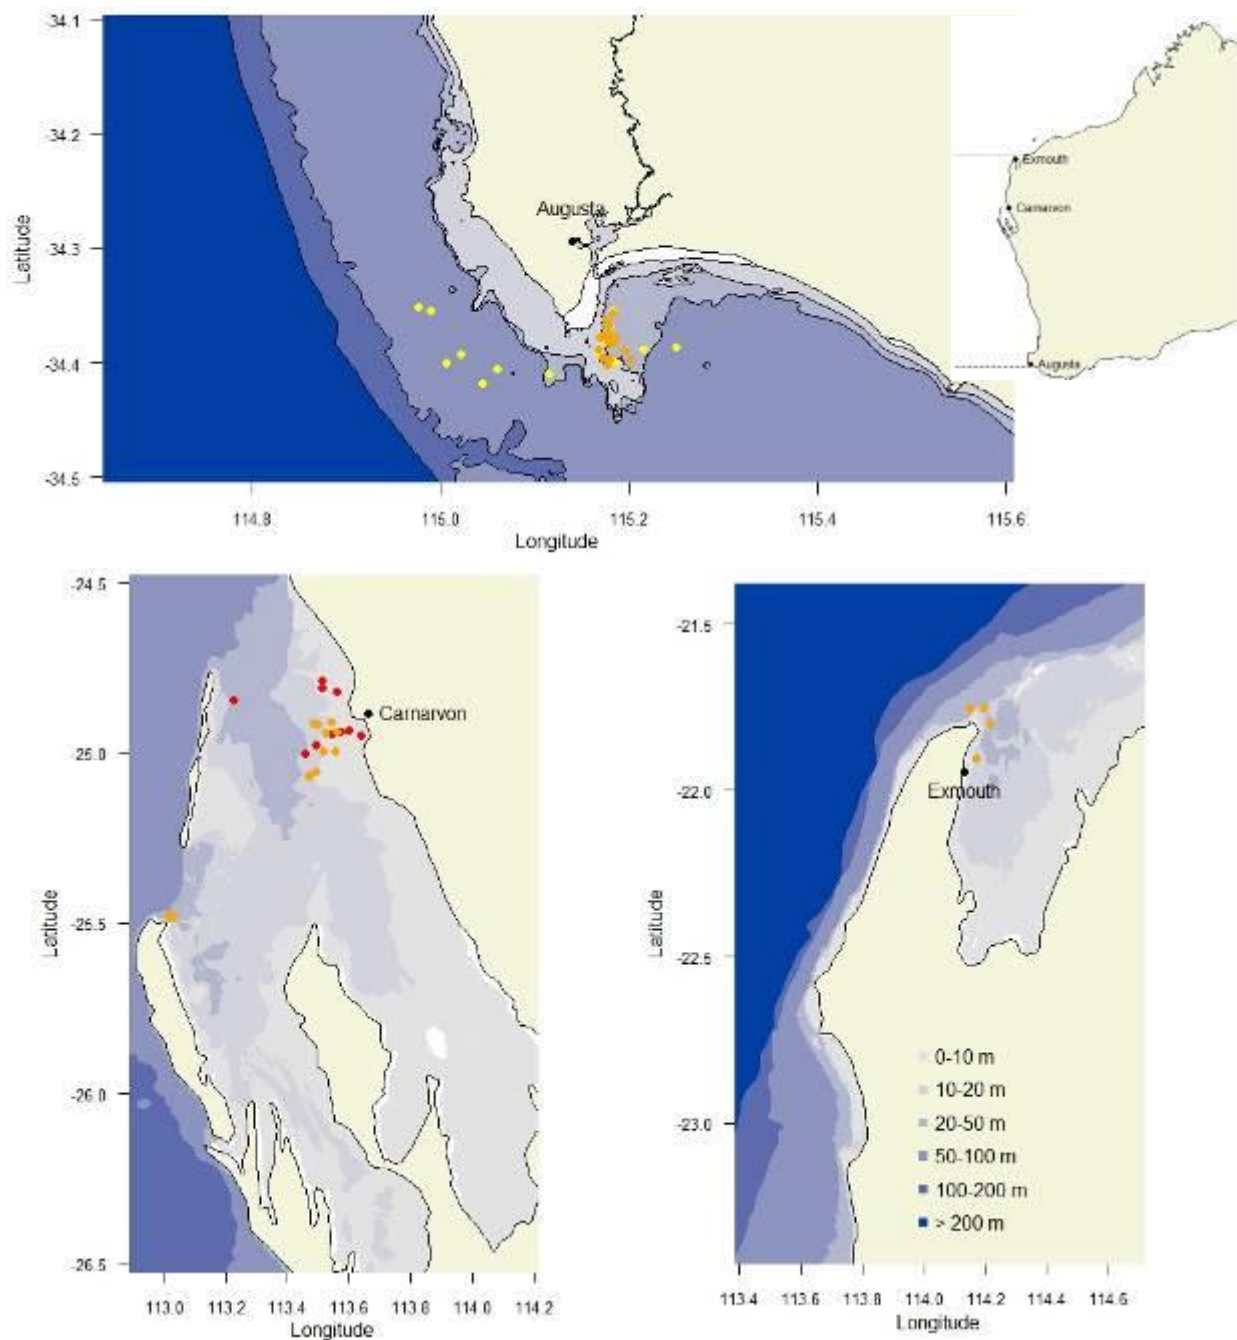 -34.1
-34.2
-34.3
-34.4
-34.5
Latitude
Augusta
114.8 115.0 115.2 115.4 115.6
Longitude
Exmouth
Carnarvon
Augusta
-24.5
-25.0
-26.5
-26.0
-26.5
Latitude
Carnarvon
113.0 113.2 113.4 113.6 113.8 114.0 114.2
Longitude
-21.5
-22.0
-22.5
-23.0
Latitude
Exmouth
0-10 m
10-20 m
20-50 m
50-100 m
100-200 m
> 200 m
113.4 113.6 113.8 114.0 114.2 114.4 114.6
Longitude